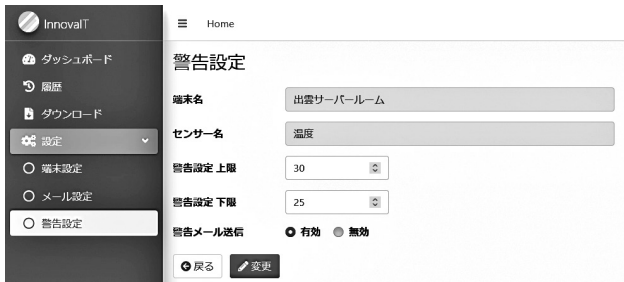 InnovaIT
Home
ダッシュボード
履歴
ダウンロード
設定
端末設定
メール設定
警告設定
警告設定
端末名 出雲サーバールーム
センサー名 温度
警告設定 上限 30
警告設定 下限 25
警告メール送信 有効 無効
戻る 変更